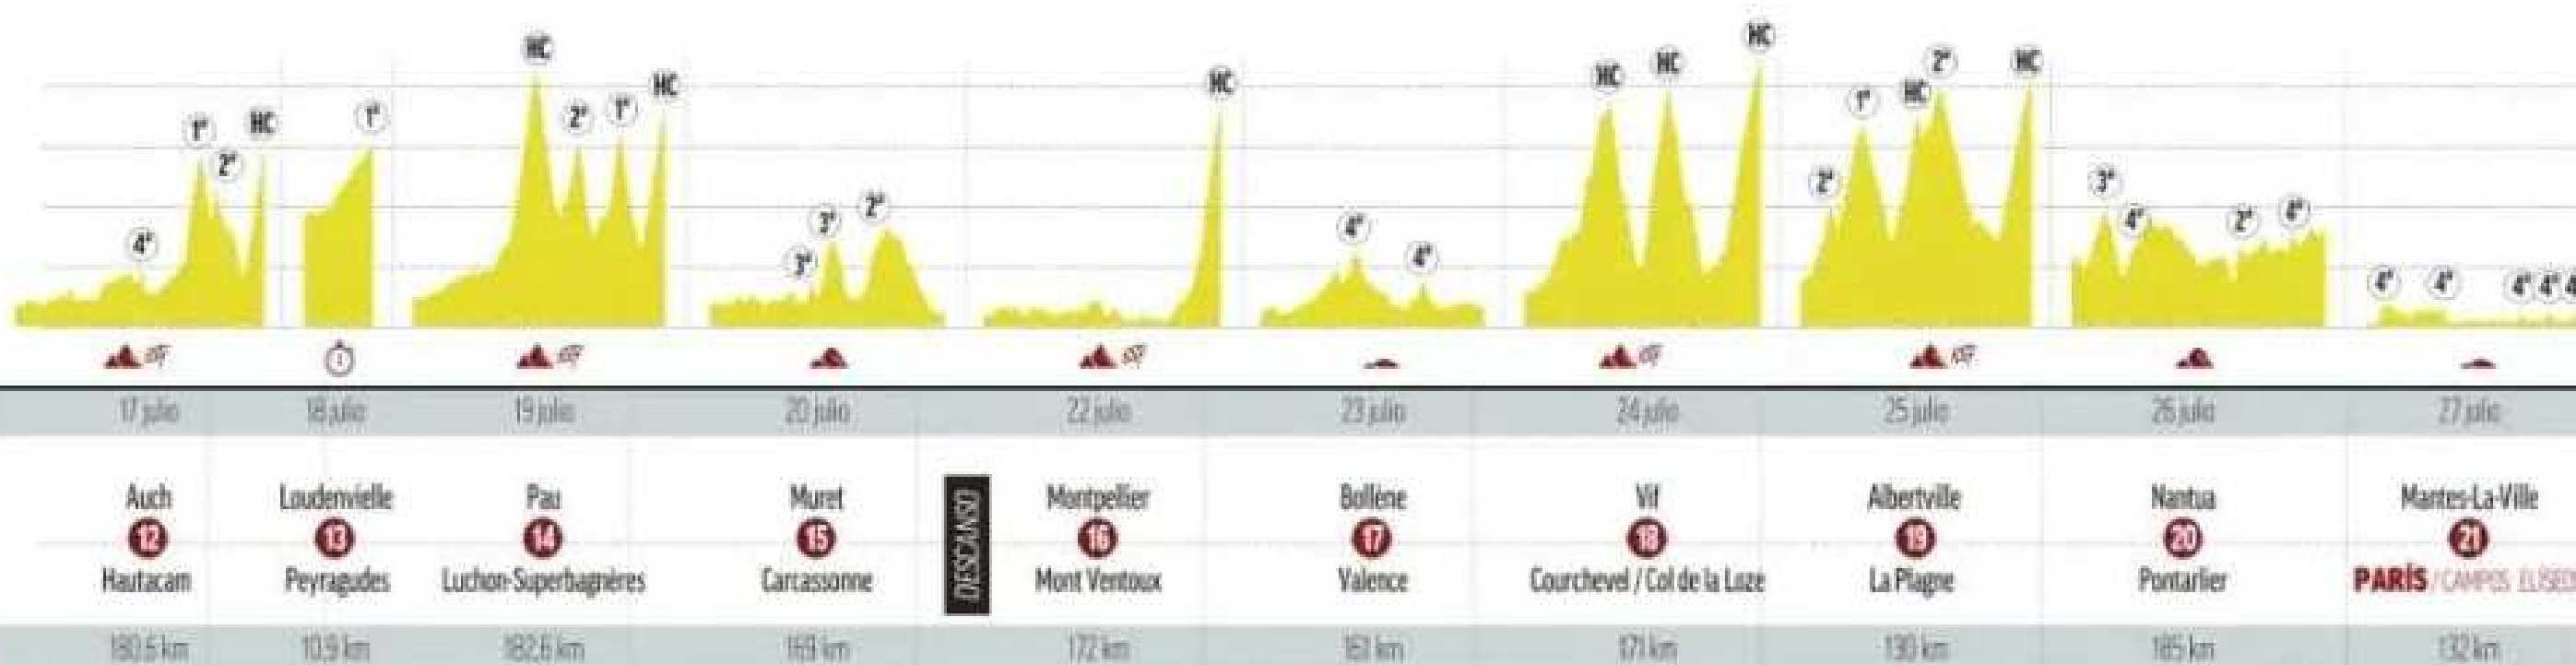 HC
HC
HC
HC
2ª
HC
HC
HC
1ª
HC
1ª
2ª
1ª
HC
1ª
HC
2ª
2ª
3ª
4ª
3ª
2ª
4ª
4ª
2ª
4ª
3ª
4ª
4ª
4ª
4ª 4ª 4
17 julio 18 julio 19 julio 20 julio 22 julio 23 julio 24 julio 25 julio 26 julio 27 julio
DESCANSO
Auch Loudenvielle Pau Muret Montpellier Bollène Vif Albertville Nantua Mantes-La-Ville
12 13 14 15 16 17 18 19 20 21
Hautacam Peyragudes Luchon-Superbagnères Carcassonne Mont Ventoux Valence Courchevel / Col de la Loze La Plagne Pontarlier PARÍS / CAMPOS ELÍSEOS
180,5 km 10,9 km 182,6 km 169 km 172 km 161 km 171 km 130 km 185 km 132 km